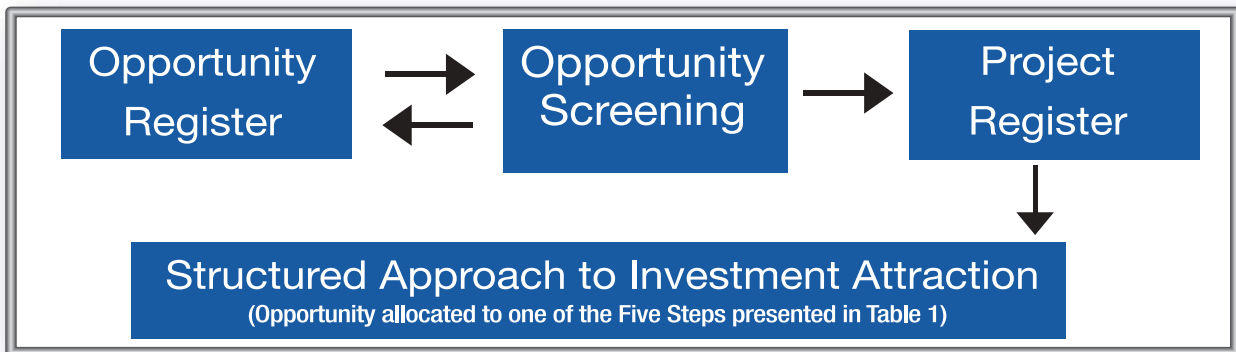 Opportunity
Register
Opportunity
Screening
Project
Register
Structured Approach to Investment Attraction
(Opportunity allocated to one of the Five Steps presented in Table 1)